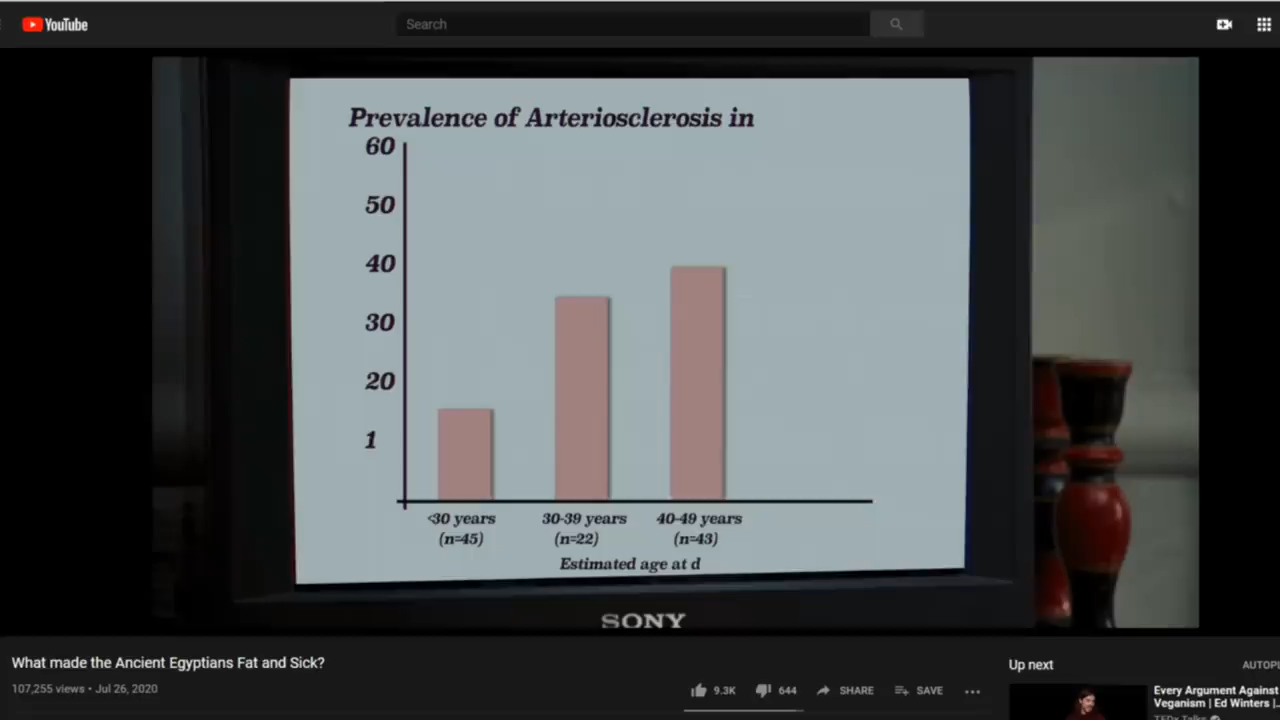 YouTube
Search
Prevalence of Arteriosclerosis in
60
50
40
30
20
1
<30 years
(n=45)
30-39 years
(n=22)
40-49 years
(n=43)
Estimated age at d
SONY
What made the Ancient Egyptians Fat and Sick?
107,255 views • Jul 26, 2020
9.3K
644
SHARE
SAVE
Up next
AUTOPL
Every Argument Against
Veganism | Ed Winters |